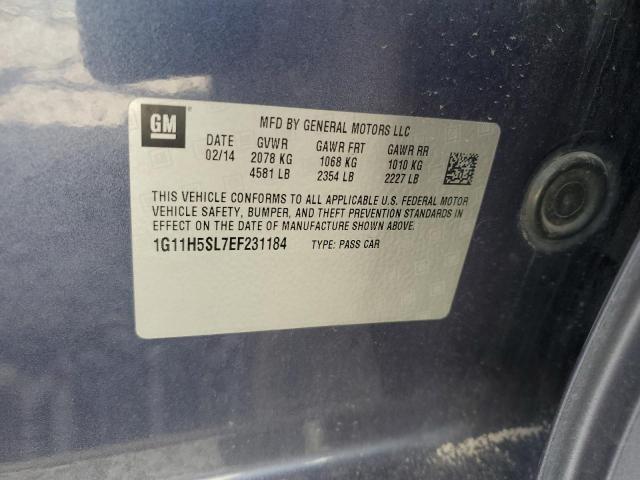 GM
MFD BY GENERAL MOTORS LLC
DATE GVWR GAWR FRT GAWR RR
02/14 2078 KG 1068 KG 1010 KG
4581 LB 2354 LB 2227 LB
THIS VEHICLE CONFORMS TO ALL APPLICABLE U.S. FEDERAL MOTOR
VEHICLE SAFETY, BUMPER, AND THEFT PREVENTION STANDARDS IN
EFFECT ON THE DATE OF MANUFACTURE SHOWN ABOVE.
1G11H5SL7EF231184 TYPE: PASS CAR